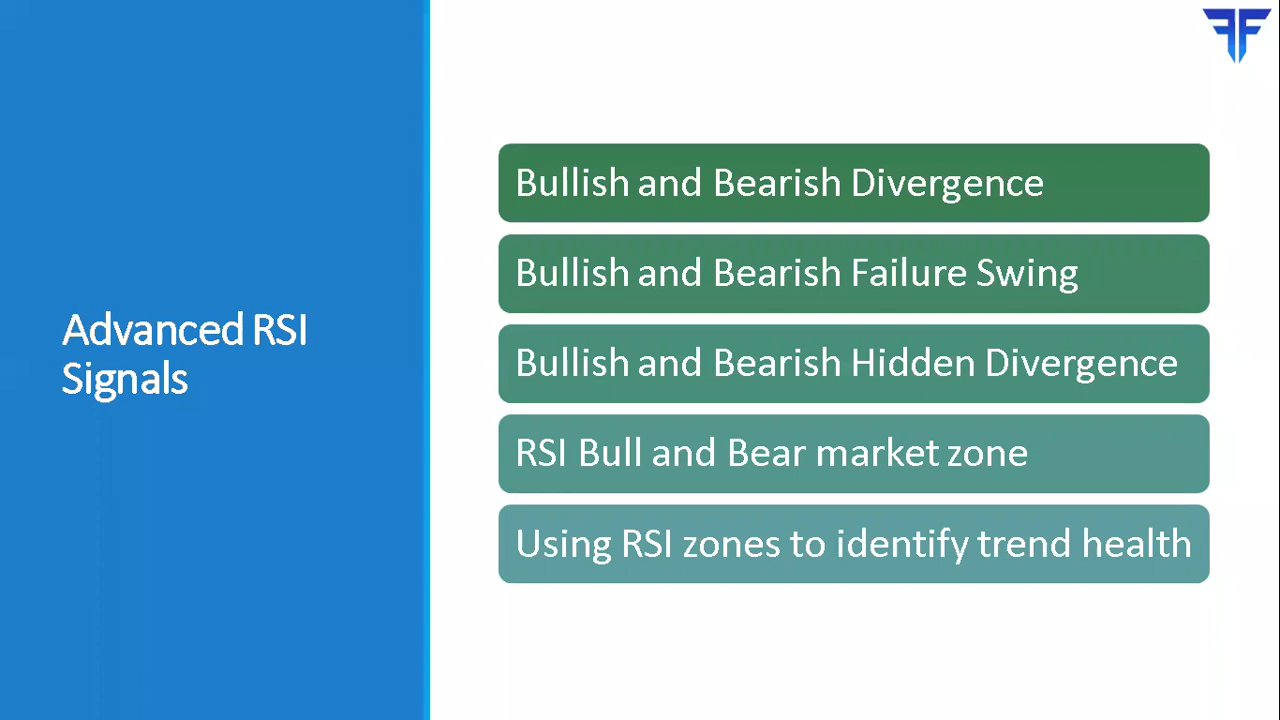 Advanced RSI
Signals
Bullish and Bearish Divergence
Bullish and Bearish Failure Swing
Bullish and Bearish Hidden Divergence
RSI Bull and Bear market zone
Using RSI zones to identify trend health